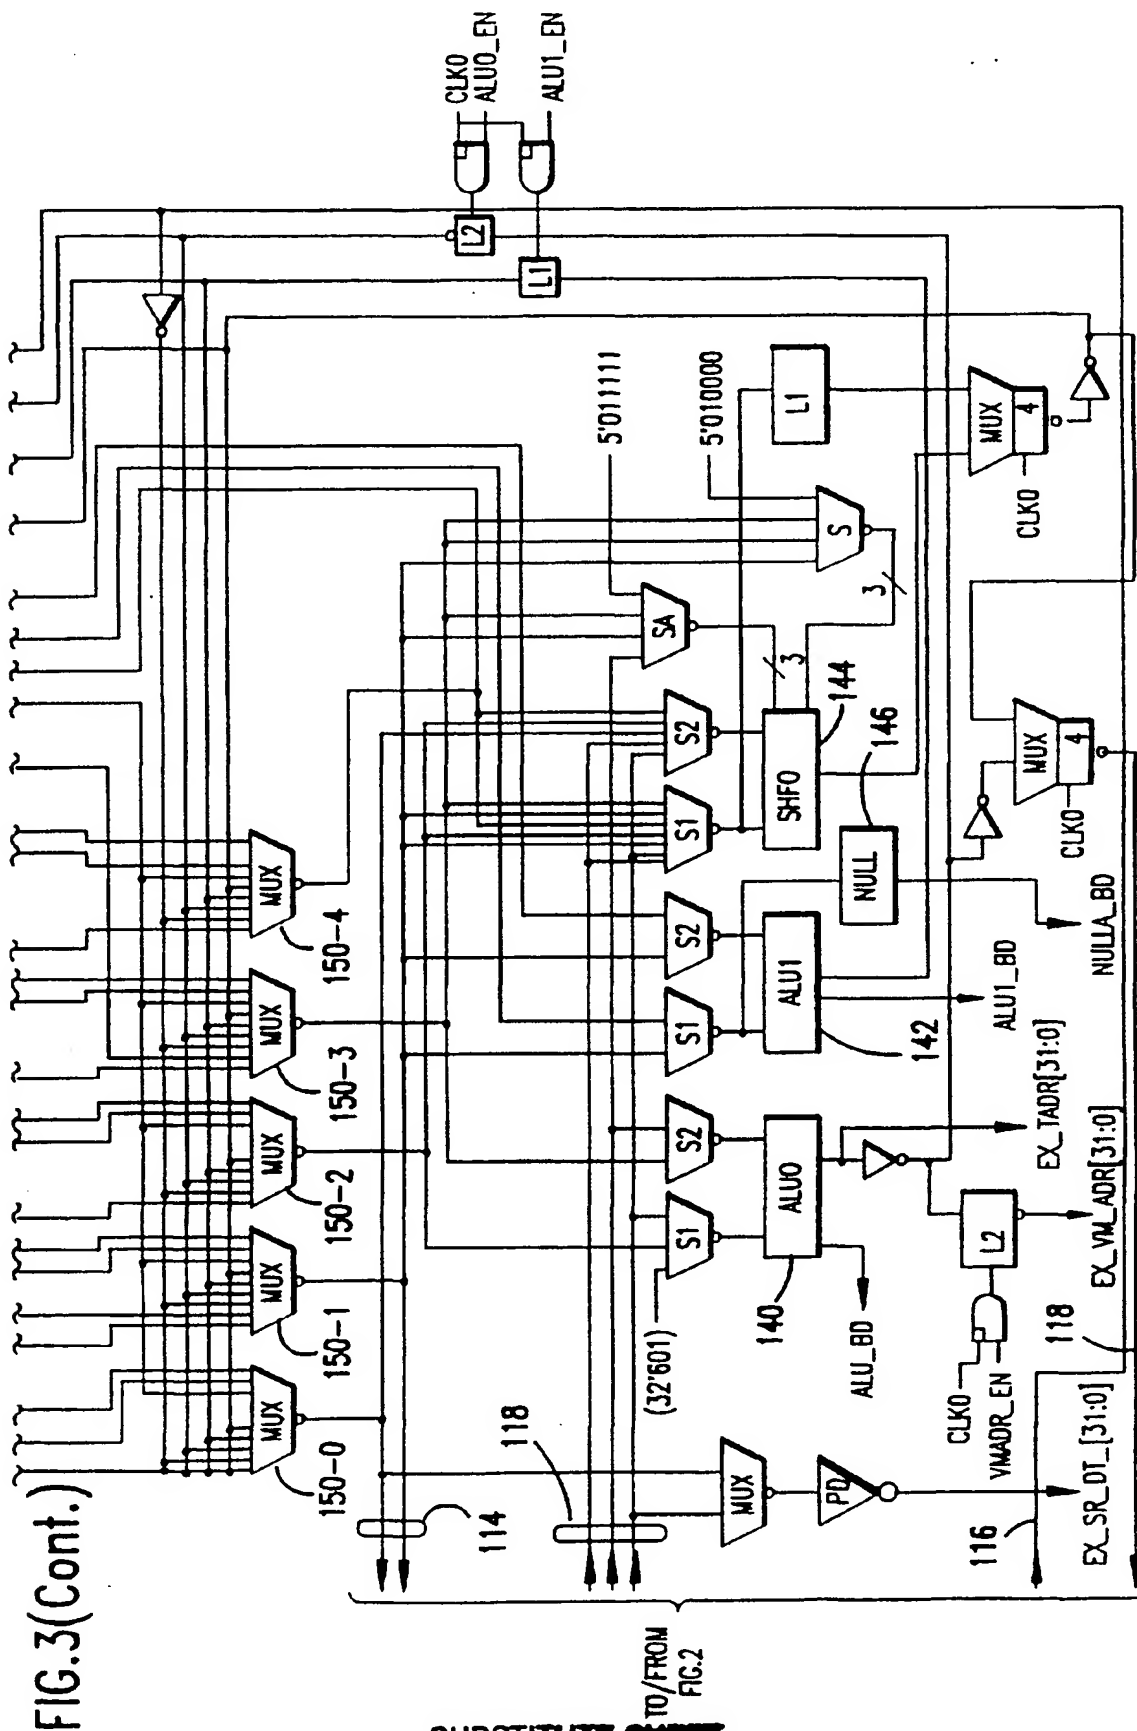 FIG.3(Cont.)
CLK0
ALU0_EN
ALU1_EN
L2
L1
MUX
150-0
MUX
150-1
MUX
150-2
MUX
150-3
MUX
150-4
5'011111
5'010000
SA
S
L1
3
3
114
118
(32'601)
S1
S2
S1
S2
S1
S2
ALU0
140
ALU1
142
SHF0
144
NULL
146
MUX
4
CLK0
MUX
4
CLK0
MUX
PD
ALU_BD
ALU1_BD
NULLA_BD
L2
CLK0
VMADR_EN
EX_TADR[31:0]
EX_VM_ADR[31:0]
EX_SR_DT_[31:0]
116
118
TO/FROM
FIG.2